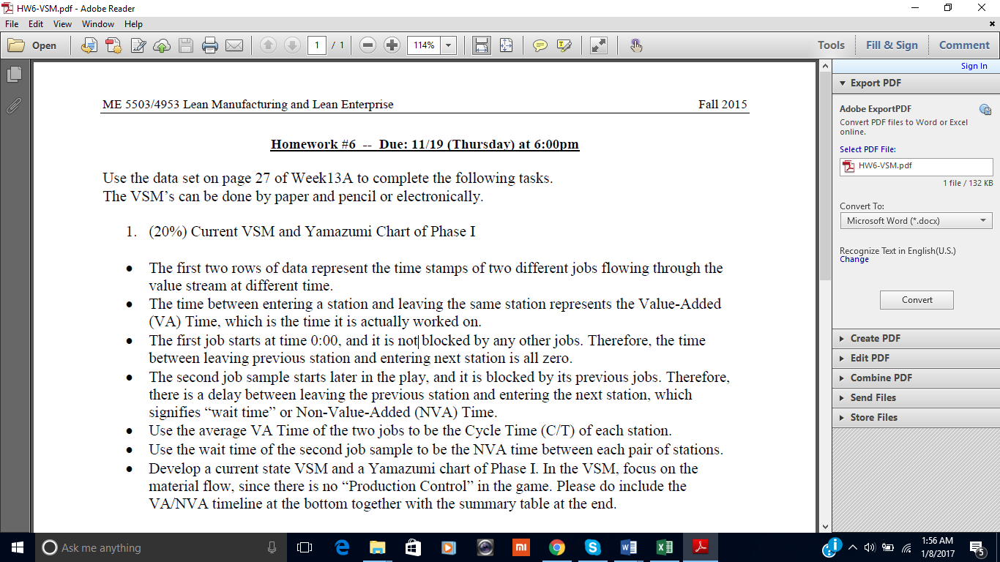 HW6-VSM.pdf - Adobe Reader
File Edit View Window Help
Open 1 / 1 114% Tools Fill & Sign Comment
Sign In
ME 5503/4953 Lean Manufacturing and Lean Enterprise Fall 2015
Homework #6 -- Due: 11/19 (Thursday) at 6:00pm
Use the data set on page 27 of Week13A to complete the following tasks.
The VSM's can be done by paper and pencil or electronically.
1. (20%) Current VSM and Yamazumi Chart of Phase I
• The first two rows of data represent the time stamps of two different jobs flowing through the
value stream at different time.
• The time between entering a station and leaving the same station represents the Value-Added
(VA) Time, which is the time it is actually worked on.
• The first job starts at time 0:00, and it is not blocked by any other jobs. Therefore, the time
between leaving previous station and entering next station is all zero.
• The second job sample starts later in the play, and it is blocked by its previous jobs. Therefore,
there is a delay between leaving the previous station and entering the next station, which
signifies “wait time” or Non-Value-Added (NVA) Time.
• Use the average VA Time of the two jobs to be the Cycle Time (C/T) of each station.
• Use the wait time of the second job sample to be the NVA time between each pair of stations.
• Develop a current state VSM and a Yamazumi chart of Phase I. In the VSM, focus on the
material flow, since there is no “Production Control” in the game. Please do include the
VA/NVA timeline at the bottom together with the summary table at the end.
Export PDF
Adobe ExportPDF
Convert PDF files to Word or Excel
online.
Select PDF File:
HW6-VSM.pdf
1 file / 132 KB
Convert To:
Microsoft Word (*.docx)
Recognize Text in English(U.S.)
Change
Convert
Create PDF
Edit PDF
Combine PDF
Send Files
Store Files
Ask me anything
1:56 AM
1/8/2017
5